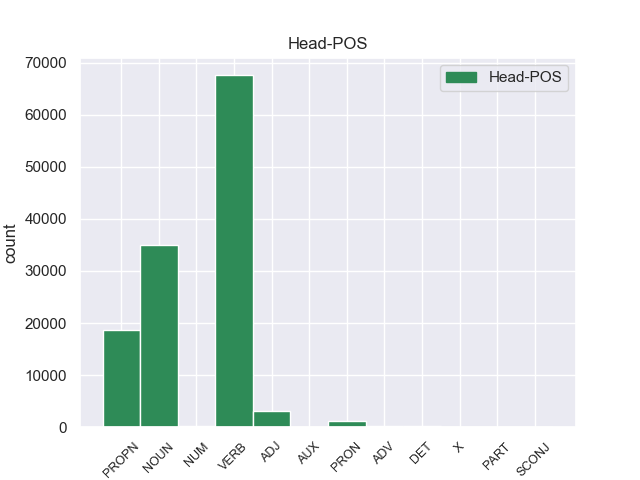 Head-POS
Head-POS
70000
60000
50000
40000
30000
20000
10000
0
count
PROPN NOUN NUM VERB ADJ AUX PRON ADV DET X PART SCONJ